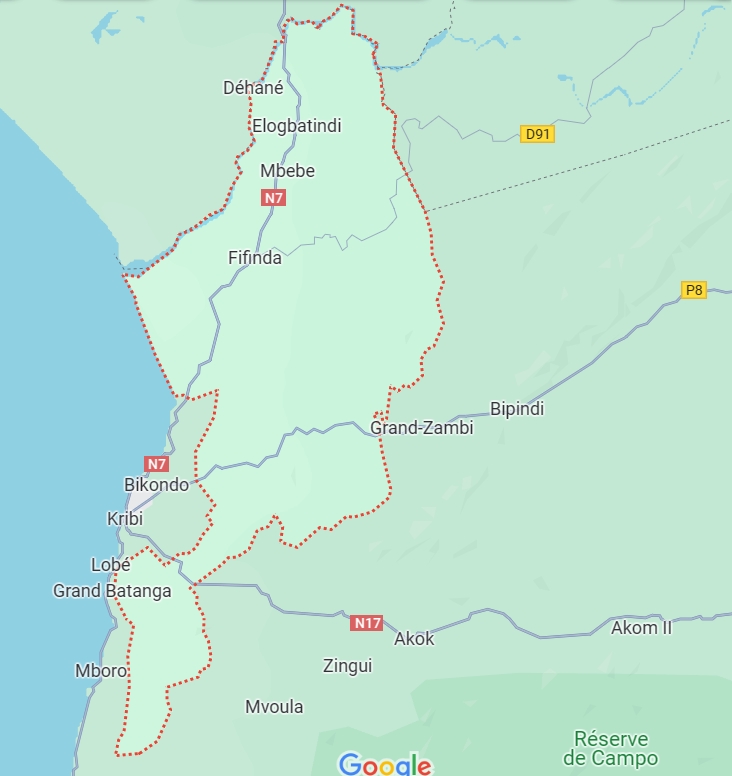 Déhané
Elogbatindi
D91
Mbebe
N7
Fifinda
P8
Bipindi
Grand-Zambi
N7
Bikondo
Kribi
Lobé
Grand Batanga
N17
Akom II
Akok
Zingui
Mboro
Mvoula
Réserve
de Campo
Google